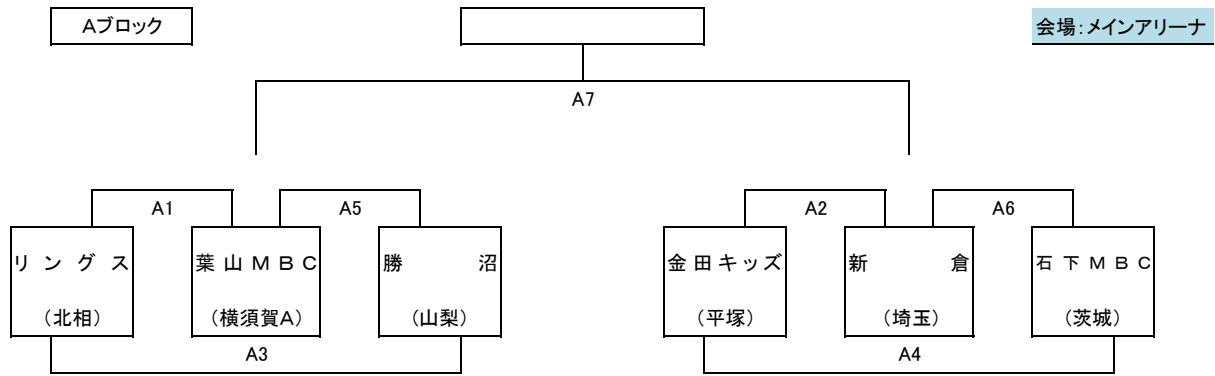 Aブロック
会場：メインアリーナ
A7
A1
A5
A2
A6
リングス
葉山MBC
勝沼
金田キッズ
新倉
石下MBC
（北相）
（横須賀A）
（山梨）
（平塚）
（埼玉）
（茨城）
A3
A4